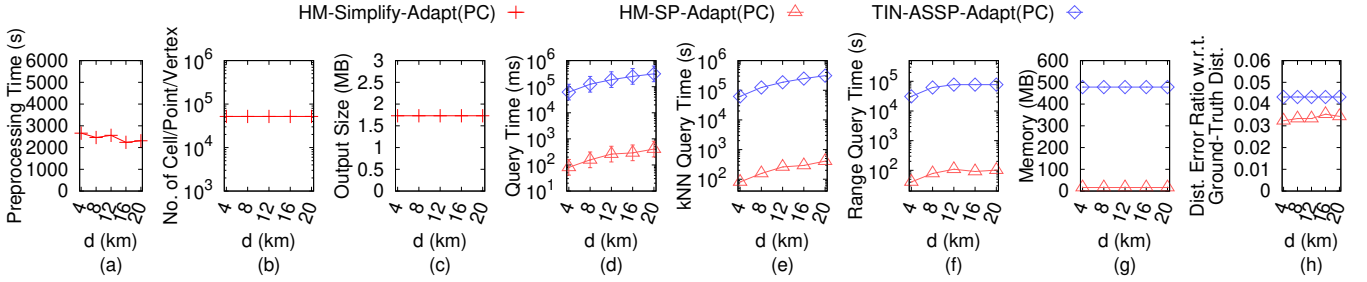 HM-Simplify-Adapt(PC) HM-SP-Adapt(PC) TIN-ASSP-Adapt(PC)
Preprocessing Time (s)
6000
5000
4000
3000
2000
1000
0
4 8 12 16 20
d (km)
(a)
No. of Cell/Point/Vertex
10^6
10^5
10^4
10^3
4 8 12 16 20
d (km)
(b)
Output Size (MB)
3
2.5
2
1.5
1
0.5
0
4 8 12 16 20
d (km)
(c)
Query Time (ms)
10^6
10^5
10^4
10^3
10^2
10^1
4 8 12 16 20
d (km)
(d)
kNN Query Time (s)
10^6
10^5
10^4
10^3
10^2
4 8 12 16 20
d (km)
(e)
Range Query Time (s)
10^5
10^4
10^3
10^2
4 8 12 16 20
d (km)
(f)
Memory (MB)
600
500
400
300
200
100
0
4 8 12 16 20
d (km)
(g)
Dist. Error Ratio w.r.t.
Ground-Truth Dist.
0.06
0.05
0.04
0.03
0.02
0.01
0
4 8 12 16 20
d (km)
(h)